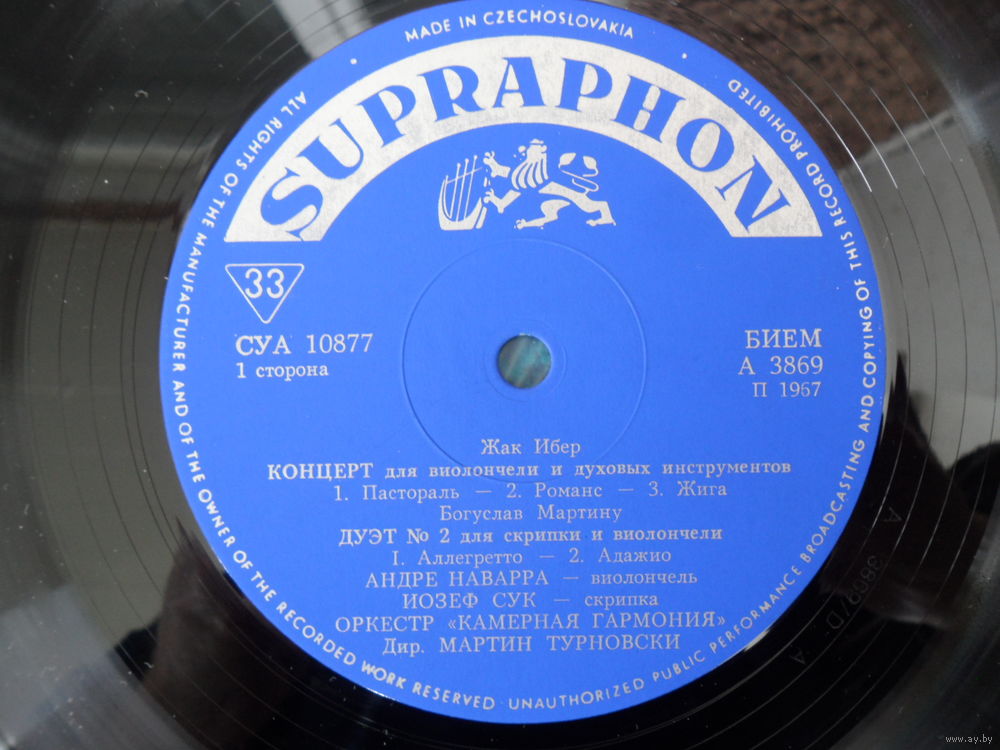 MADE IN CZECHOSLOVAKIA
ALL RIGHTS OF THE MANUFACTURER AND OF THE OWNER OF THE RECORDED WORK RESERVED · UNAUTHORIZED PUBLIC PERFORMANCE BROADCASTING AND COPYING OF THIS RECORD PROHIBITED
SUPRAPHON
33
СУА 10877
1 сторона
БИЕМ
А 3869
П 1967
Жак Ибер
КОНЦЕРТ для виолончели и духовых инструментов
1. Пастораль — 2. Романс — 3. Жига
Богуслав Мартину
ДУЭТ № 2 для скрипки и виолончели
I. Аллегретто — 2. Адажио
АНДРЕ НАВАРРА — виолончель
ИОЗЕФ СУК — скрипка
ОРКЕСТР «КАМЕРНАЯ ГАРМОНИЯ»
Дир. МАРТИН ТУРНОВСКИ
www.ay.by